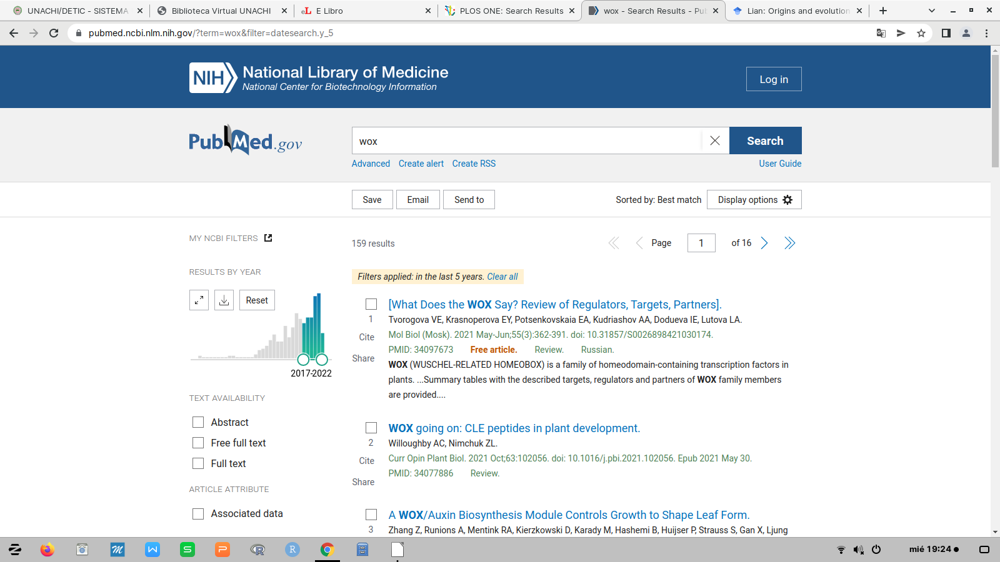 UNACHI/DETIC - SISTEMA
Biblioteca Virtual UNACHI
E Libro
PLOS ONE: Search Results
wox - Search Results - Pub
Lian: Origins and evolution
pubmed.ncbi.nlm.nih.gov/?term=wox&filter=datesearch.y_5
NIH National Library of Medicine
National Center for Biotechnology Information
Log in
PubMed.gov
wox
Search
Advanced Create alert Create RSS User Guide
Save Email Send to Sorted by: Best match Display options
MY NCBI FILTERS
159 results
Page 1 of 16
RESULTS BY YEAR
Filters applied: in the last 5 years. Clear all
Reset
2017-2022
TEXT AVAILABILITY
Abstract
Free full text
Full text
ARTICLE ATTRIBUTE
Associated data
[What Does the WOX Say? Review of Regulators, Targets, Partners].
1
Tvorogova VE, Krasnoperova EY, Potsenkovskaia EA, Kudriashov AA, Dodueva IE, Lutova LA.
Cite
Mol Biol (Mosk). 2021 May-Jun;55(3):362-391. doi: 10.31857/S0026898421030174.
PMID: 34097673 Free article. Review. Russian.
Share
WOX (WUSCHEL-RELATED HOMEOBOX) is a family of homeodomain-containing transcription factors in
plants. ...Summary tables with the described targets, regulators and partners of WOX family members
are provided....
WOX going on: CLE peptides in plant development.
2
Willoughby AC, Nimchuk ZL.
Cite
Curr Opin Plant Biol. 2021 Oct;63:102056. doi: 10.1016/j.pbi.2021.102056. Epub 2021 May 30.
PMID: 34077886 Review.
Share
A WOX/Auxin Biosynthesis Module Controls Growth to Shape Leaf Form.
3
Zhang Z, Runions A, Mentink RA, Kierzkowski D, Karady M, Hashemi B, Huijser P, Strauss S, Gan X, Ljung
mié 19:24